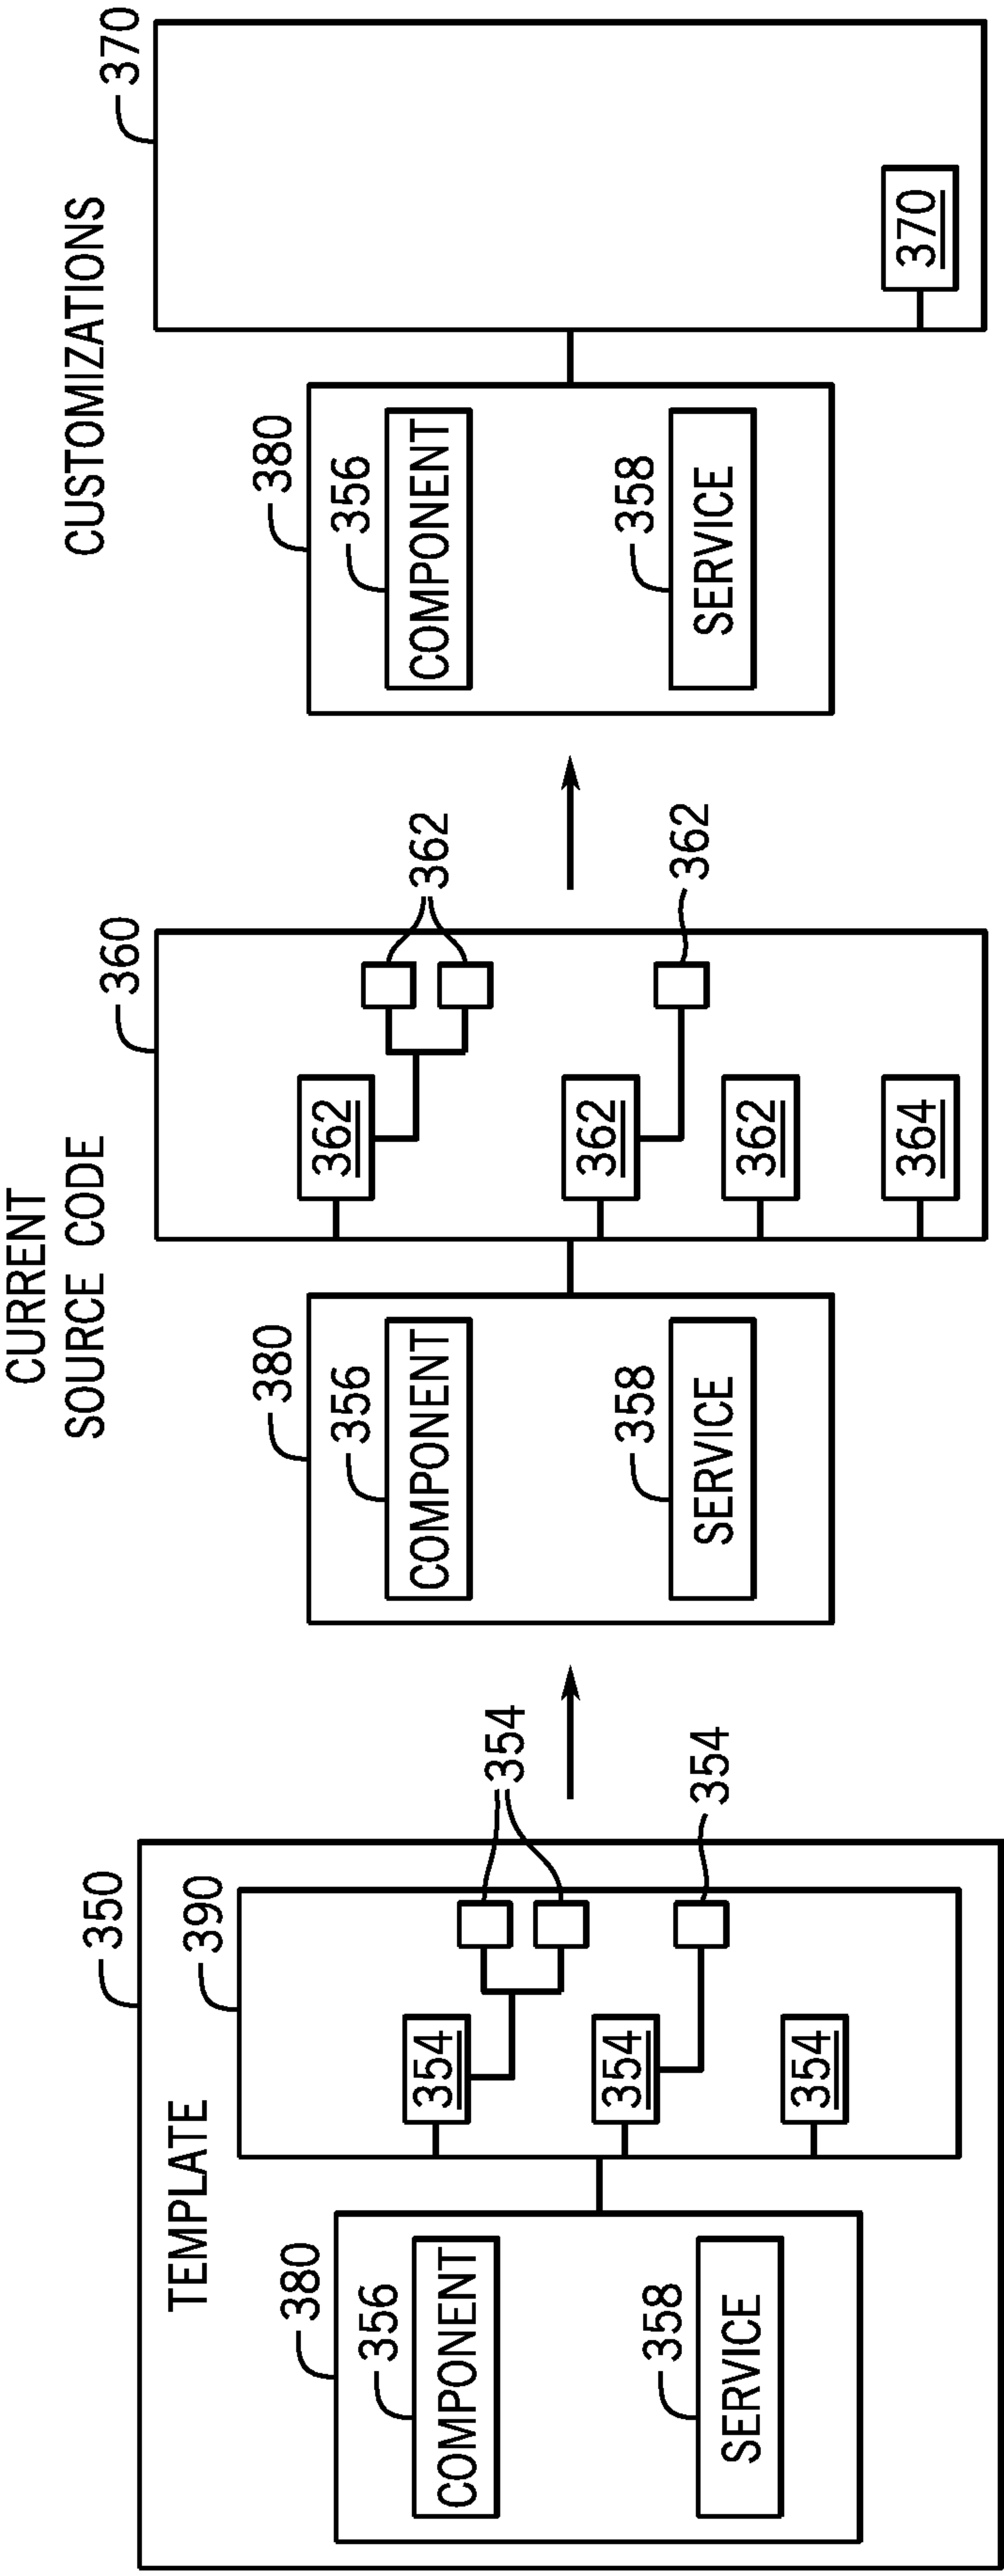 TEMPLATE
350
390
380
356
COMPONENT
358
SERVICE
354
354
354
354
354
CURRENT
SOURCE CODE
360
380
356
COMPONENT
358
SERVICE
362
362
362
364
362
362
CUSTOMIZATIONS
370
380
356
COMPONENT
358
SERVICE
370